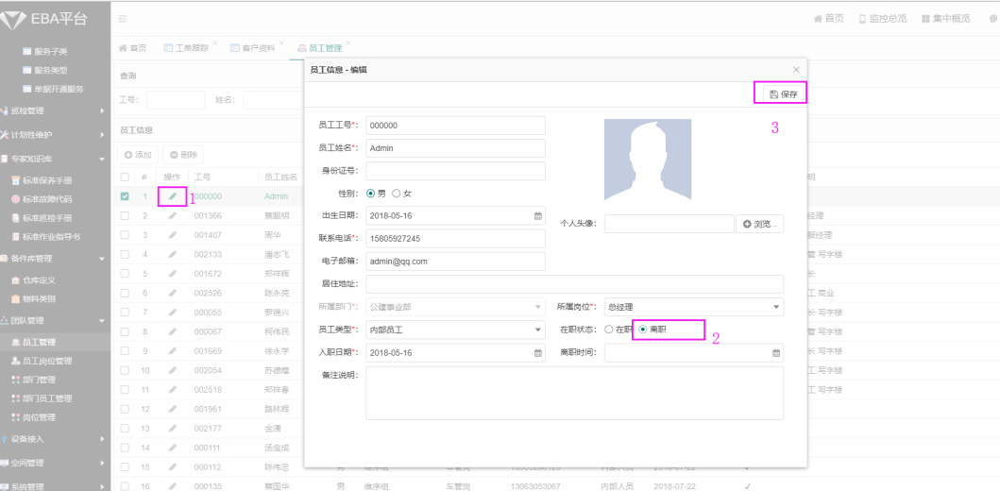 EBA平台
首页 监控总览 集中概览
服务子类
服务类型
单据开通服务
巡检管理
计划性维护
专家知识库
标准保养手册
标准故障代码
标准巡检手册
标准作业指导书
备件库管理
仓库定义
物料类别
团队管理
员工管理
员工岗位管理
部门管理
部门员工管理
岗位管理
设备接入
空间管理
系统管理
首页 工单跟踪 客户资料 员工管理
查询
工号: 姓名:
员工信息
添加 删除
# 操作 工号 员工姓名 明
1 000000 Admin
1
2 001366 蔡聪明 经理
3 001407 周华 部经理
4 002133 潘志飞 管 写字楼
5 001672 郑祥辉 长
6 002526 陈永亮 工 商业
7 000055 罗锦兴 长 写字楼
8 000067 柯伟民 管 写字楼
9 001669 徐永学 长 写字楼
10 002054 苏德煌 工 写字楼
11 002518 郑祥春 工 写字楼
12 001961 路林辉
13 002177 金涌
14 000111 汤宝成
15 000112 陈伟思 男 维序组 车管岗 内部人员 2018-07-22
16 000135 蔡国华 男 维序组 车管岗 13063053067 内部人员 2018-07-22
员工信息 - 编辑
保存
3
员工工号*: 000000
员工姓名*: Admin
身份证号:
性别: 男 女
出生日期: 2018-05-16
个人头像: 浏览...
联系电话*: 15805927245
电子邮箱: admin@qq.com
居住地址:
所属部门*: 公建事业部 所属岗位*: 总经理
员工类型*: 内部员工 在职状态: 在职 离职
2
入职日期*: 2018-05-16 离职时间:
备注说明: